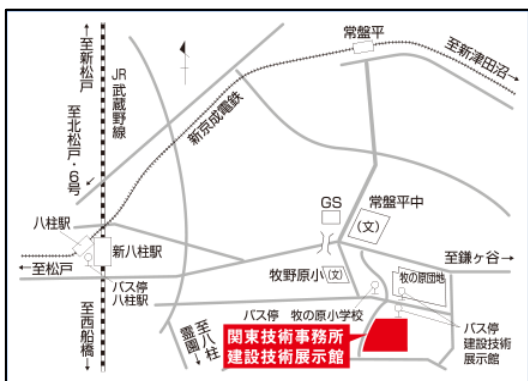 常盤平
至新津田沼
至新松戸
JR武蔵野線
至北松戸・6号
新京成電鉄
GS
常盤平中
(文)
八柱駅
新八柱駅
至松戸
バス停
八柱駅
牧野原小
(文)
至鎌ヶ谷
牧の原団地
バス停 牧の原小学校
至西船橋
至八柱
霊園
関東技術事務所
建設技術展示館
バス停
建設技術
展示館